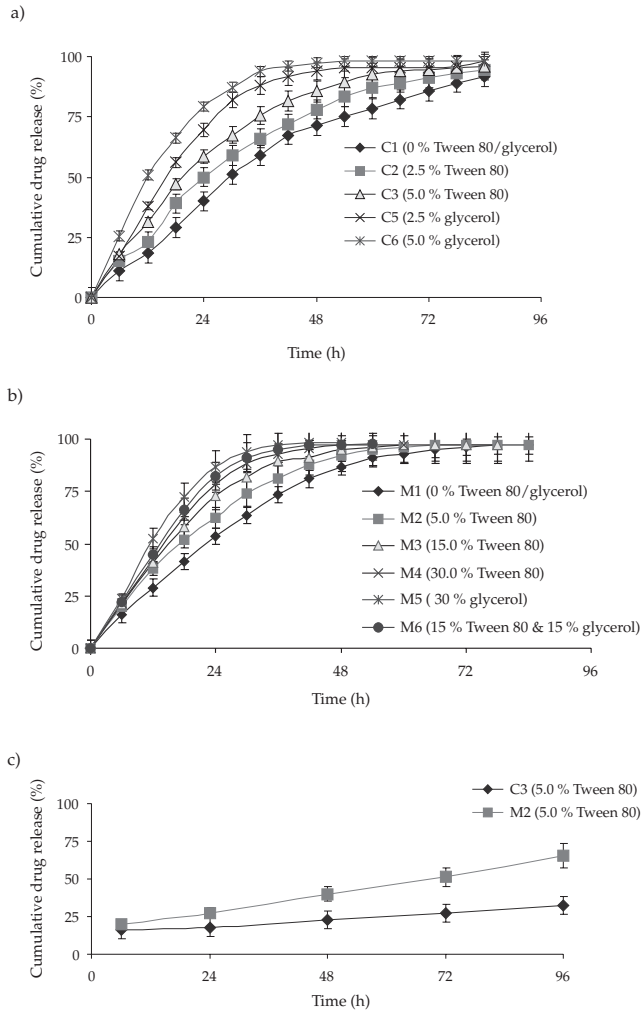 a)
100
75
50
25
0
Cumulative drug release (%)
C1 (0 % Tween 80/glycerol)
C2 (2.5 % Tween 80)
C3 (5.0 % Tween 80)
C5 (2.5 % glycerol)
C6 (5.0 % glycerol)
0 24 48 72 96
Time (h)
b)
100
75
50
25
0
Cumulative drug release (%)
M1 (0 % Tween 80/glycerol)
M2 (5.0 % Tween 80)
M3 (15.0 % Tween 80)
M4 (30.0 % Tween 80)
M5 ( 30 % glycerol)
M6 (15 % Tween 80 & 15 % glycerol)
0 24 48 72 96
Time (h)
c)
100
75
50
25
0
Cumulative drug release (%)
C3 (5.0 % Tween 80)
M2 (5.0 % Tween 80)
0 24 48 72 96
Time (h)